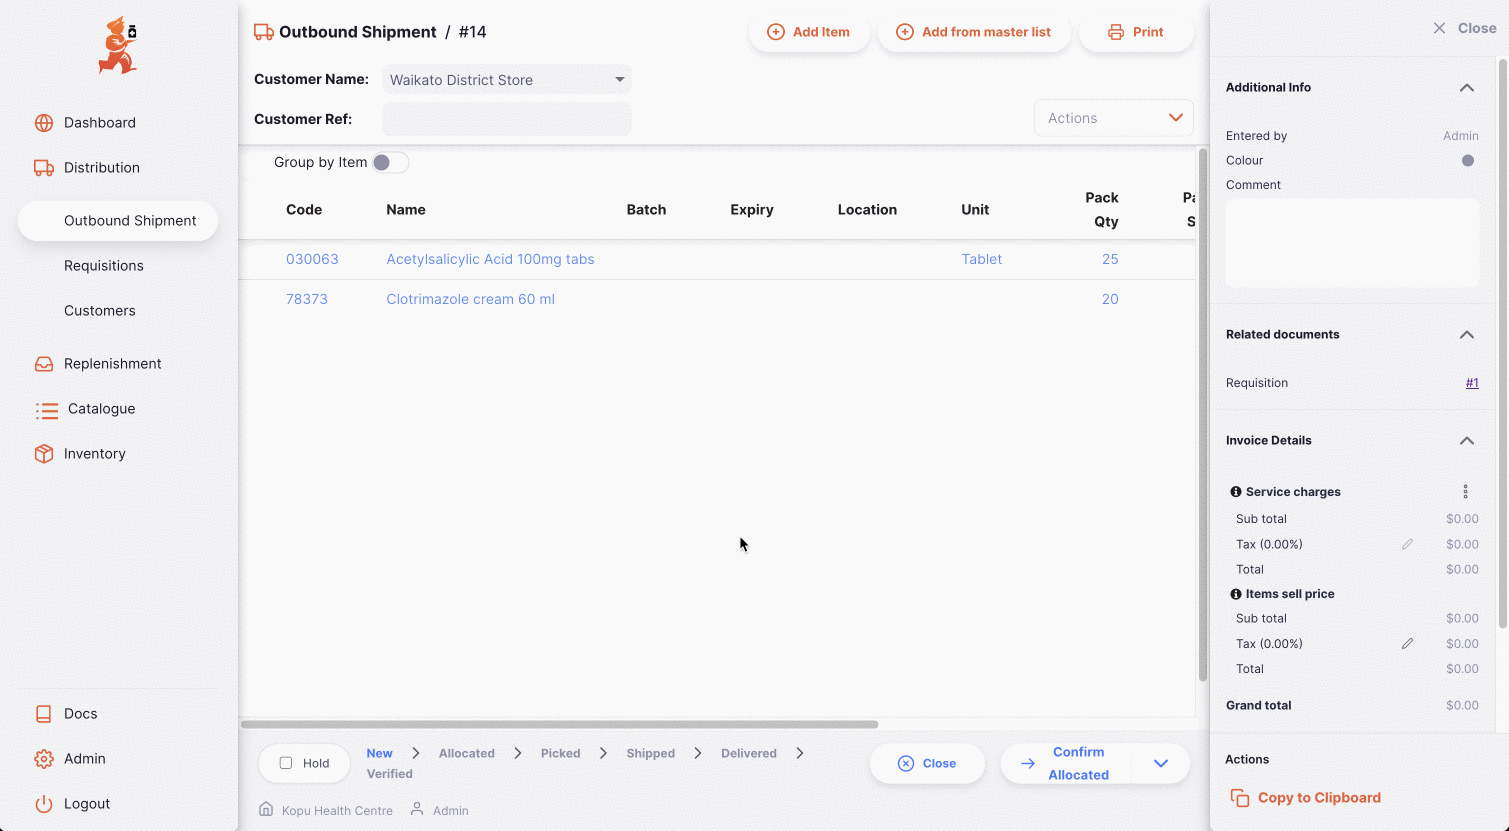 Outbound Shipment / #14
Add Item
Add from master list
Print
Close
Customer Name:
Waikato District Store
Customer Ref:
Actions
Dashboard
Distribution
Outbound Shipment
Requisitions
Customers
Replenishment
Catalogue
Inventory
Docs
Admin
Logout
Group by Item
Code Name Batch Expiry Location Unit Pack Qty
030063 Acetylsalicylic Acid 100mg tabs Tablet 25
78373 Clotrimazole cream 60 ml 20
Hold
New Allocated Picked Shipped Delivered
Verified
Close
Confirm
Allocated
Kopu Health Centre Admin
Additional Info
Entered by Admin
Colour
Comment
Related documents
Requisition #1
Invoice Details
Service charges
Sub total $0.00
Tax (0.00%) $0.00
Total $0.00
Items sell price
Sub total $0.00
Tax (0.00%) $0.00
Total $0.00
Grand total $0.00
Actions
Copy to Clipboard